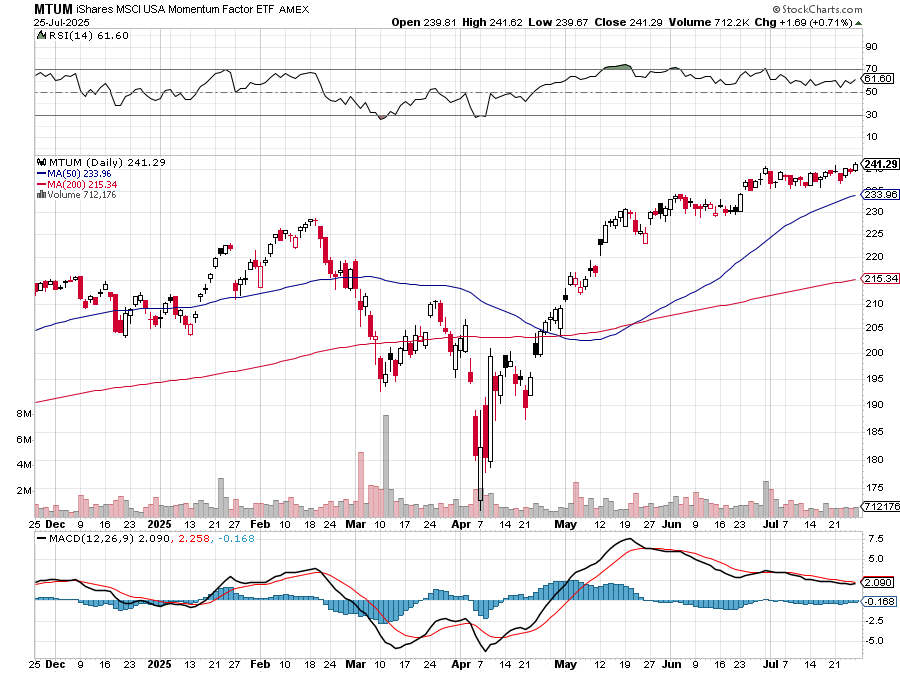 MTUM iShares MSCI USA Momentum Factor ETF AMEX
© StockCharts.com
25-Jul-2025
Open 239.81 High 241.62 Low 239.67 Close 241.29 Volume 712.2K Chg +1.69 (+0.71%)
RSI(14) 61.60
90
70
61.60
50
30
10
MTUM (Daily) 241.29
MA(50) 233.96
MA(200) 215.34
Volume 712,176
241.29
233.96
230
225
220
215.34
210
205
200
195
190
185
180
175
712176
8M
6M
4M
2M
25 Dec 9 16 23 2025 13 21 27 Feb 10 18 24 Mar 10 17 24 Apr 7 14 21 May 12 19 27 Jun 9 16 23 Jul 7 14 21
MACD(12,26,9) 2.090, 2.258, -0.168
7.5
5.0
2.090
-0.168
-2.5
-5.0
25 Dec 9 16 23 2025 13 21 27 Feb 10 18 24 Mar 10 17 24 Apr 7 14 21 May 12 19 27 Jun 9 16 23 Jul 7 14 21